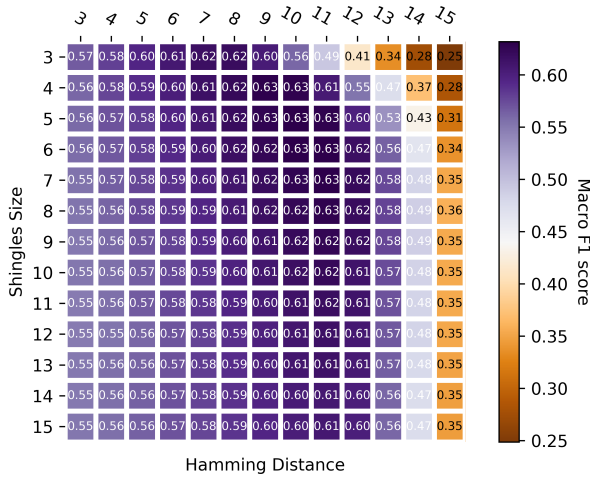 3 4 5 6 7 8 9 10 11 12 13 14 15
3 0.57 0.58 0.60 0.61 0.62 0.62 0.60 0.56 0.49 0.41 0.34 0.28 0.25
4 0.56 0.58 0.59 0.60 0.61 0.62 0.63 0.63 0.61 0.55 0.47 0.37 0.28
5 0.56 0.57 0.58 0.60 0.61 0.62 0.63 0.63 0.63 0.60 0.53 0.43 0.31
6 0.56 0.57 0.59 0.59 0.60 0.62 0.62 0.63 0.63 0.62 0.56 0.47 0.34
7 0.55 0.57 0.58 0.59 0.60 0.61 0.62 0.63 0.63 0.62 0.58 0.48 0.35
8 0.55 0.56 0.58 0.59 0.59 0.61 0.62 0.62 0.63 0.62 0.58 0.49 0.36
9 0.55 0.56 0.57 0.58 0.59 0.60 0.61 0.62 0.62 0.62 0.58 0.49 0.35
10 0.55 0.56 0.57 0.58 0.59 0.60 0.61 0.62 0.62 0.61 0.57 0.48 0.35
11 0.55 0.56 0.57 0.58 0.58 0.59 0.60 0.61 0.62 0.61 0.57 0.48 0.35
12 0.55 0.55 0.56 0.57 0.58 0.59 0.60 0.61 0.61 0.61 0.57 0.48 0.35
13 0.55 0.56 0.56 0.57 0.58 0.59 0.60 0.61 0.61 0.61 0.57 0.48 0.35
14 0.55 0.56 0.56 0.57 0.58 0.59 0.60 0.60 0.61 0.60 0.56 0.47 0.35
15 0.55 0.56 0.56 0.57 0.58 0.59 0.60 0.60 0.61 0.60 0.56 0.47 0.35
Shingles Size
Hamming Distance
0.60
0.55
0.50
0.45
0.40
0.35
0.30
0.25
Macro F1 score